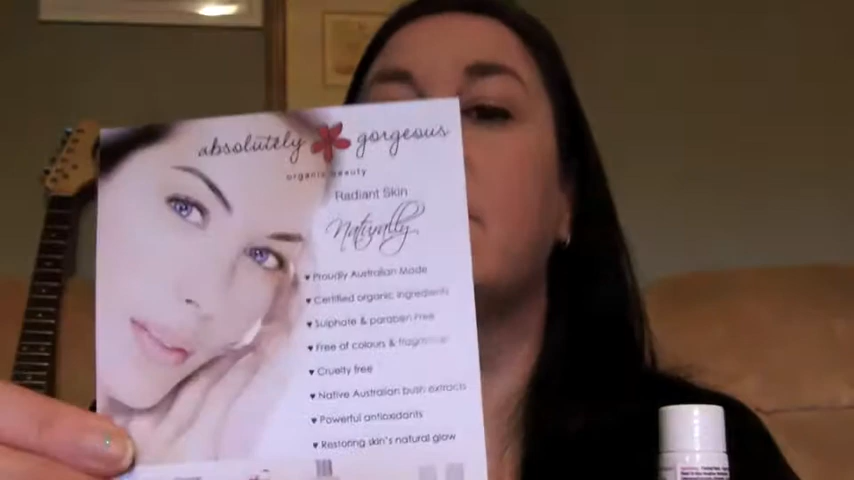 absolutely gorgeous
organic beauty
Radiant Skin
Naturally
♥ Proudly Australian Made
♥ Certified organic ingredients
♥ Sulphate & paraben Free
♥ Free of colours & fragrance
♥ Cruelty free
♥ Native Australian bush extracts
♥ Powerful antioxidants
♥ Restoring skin's natural glow